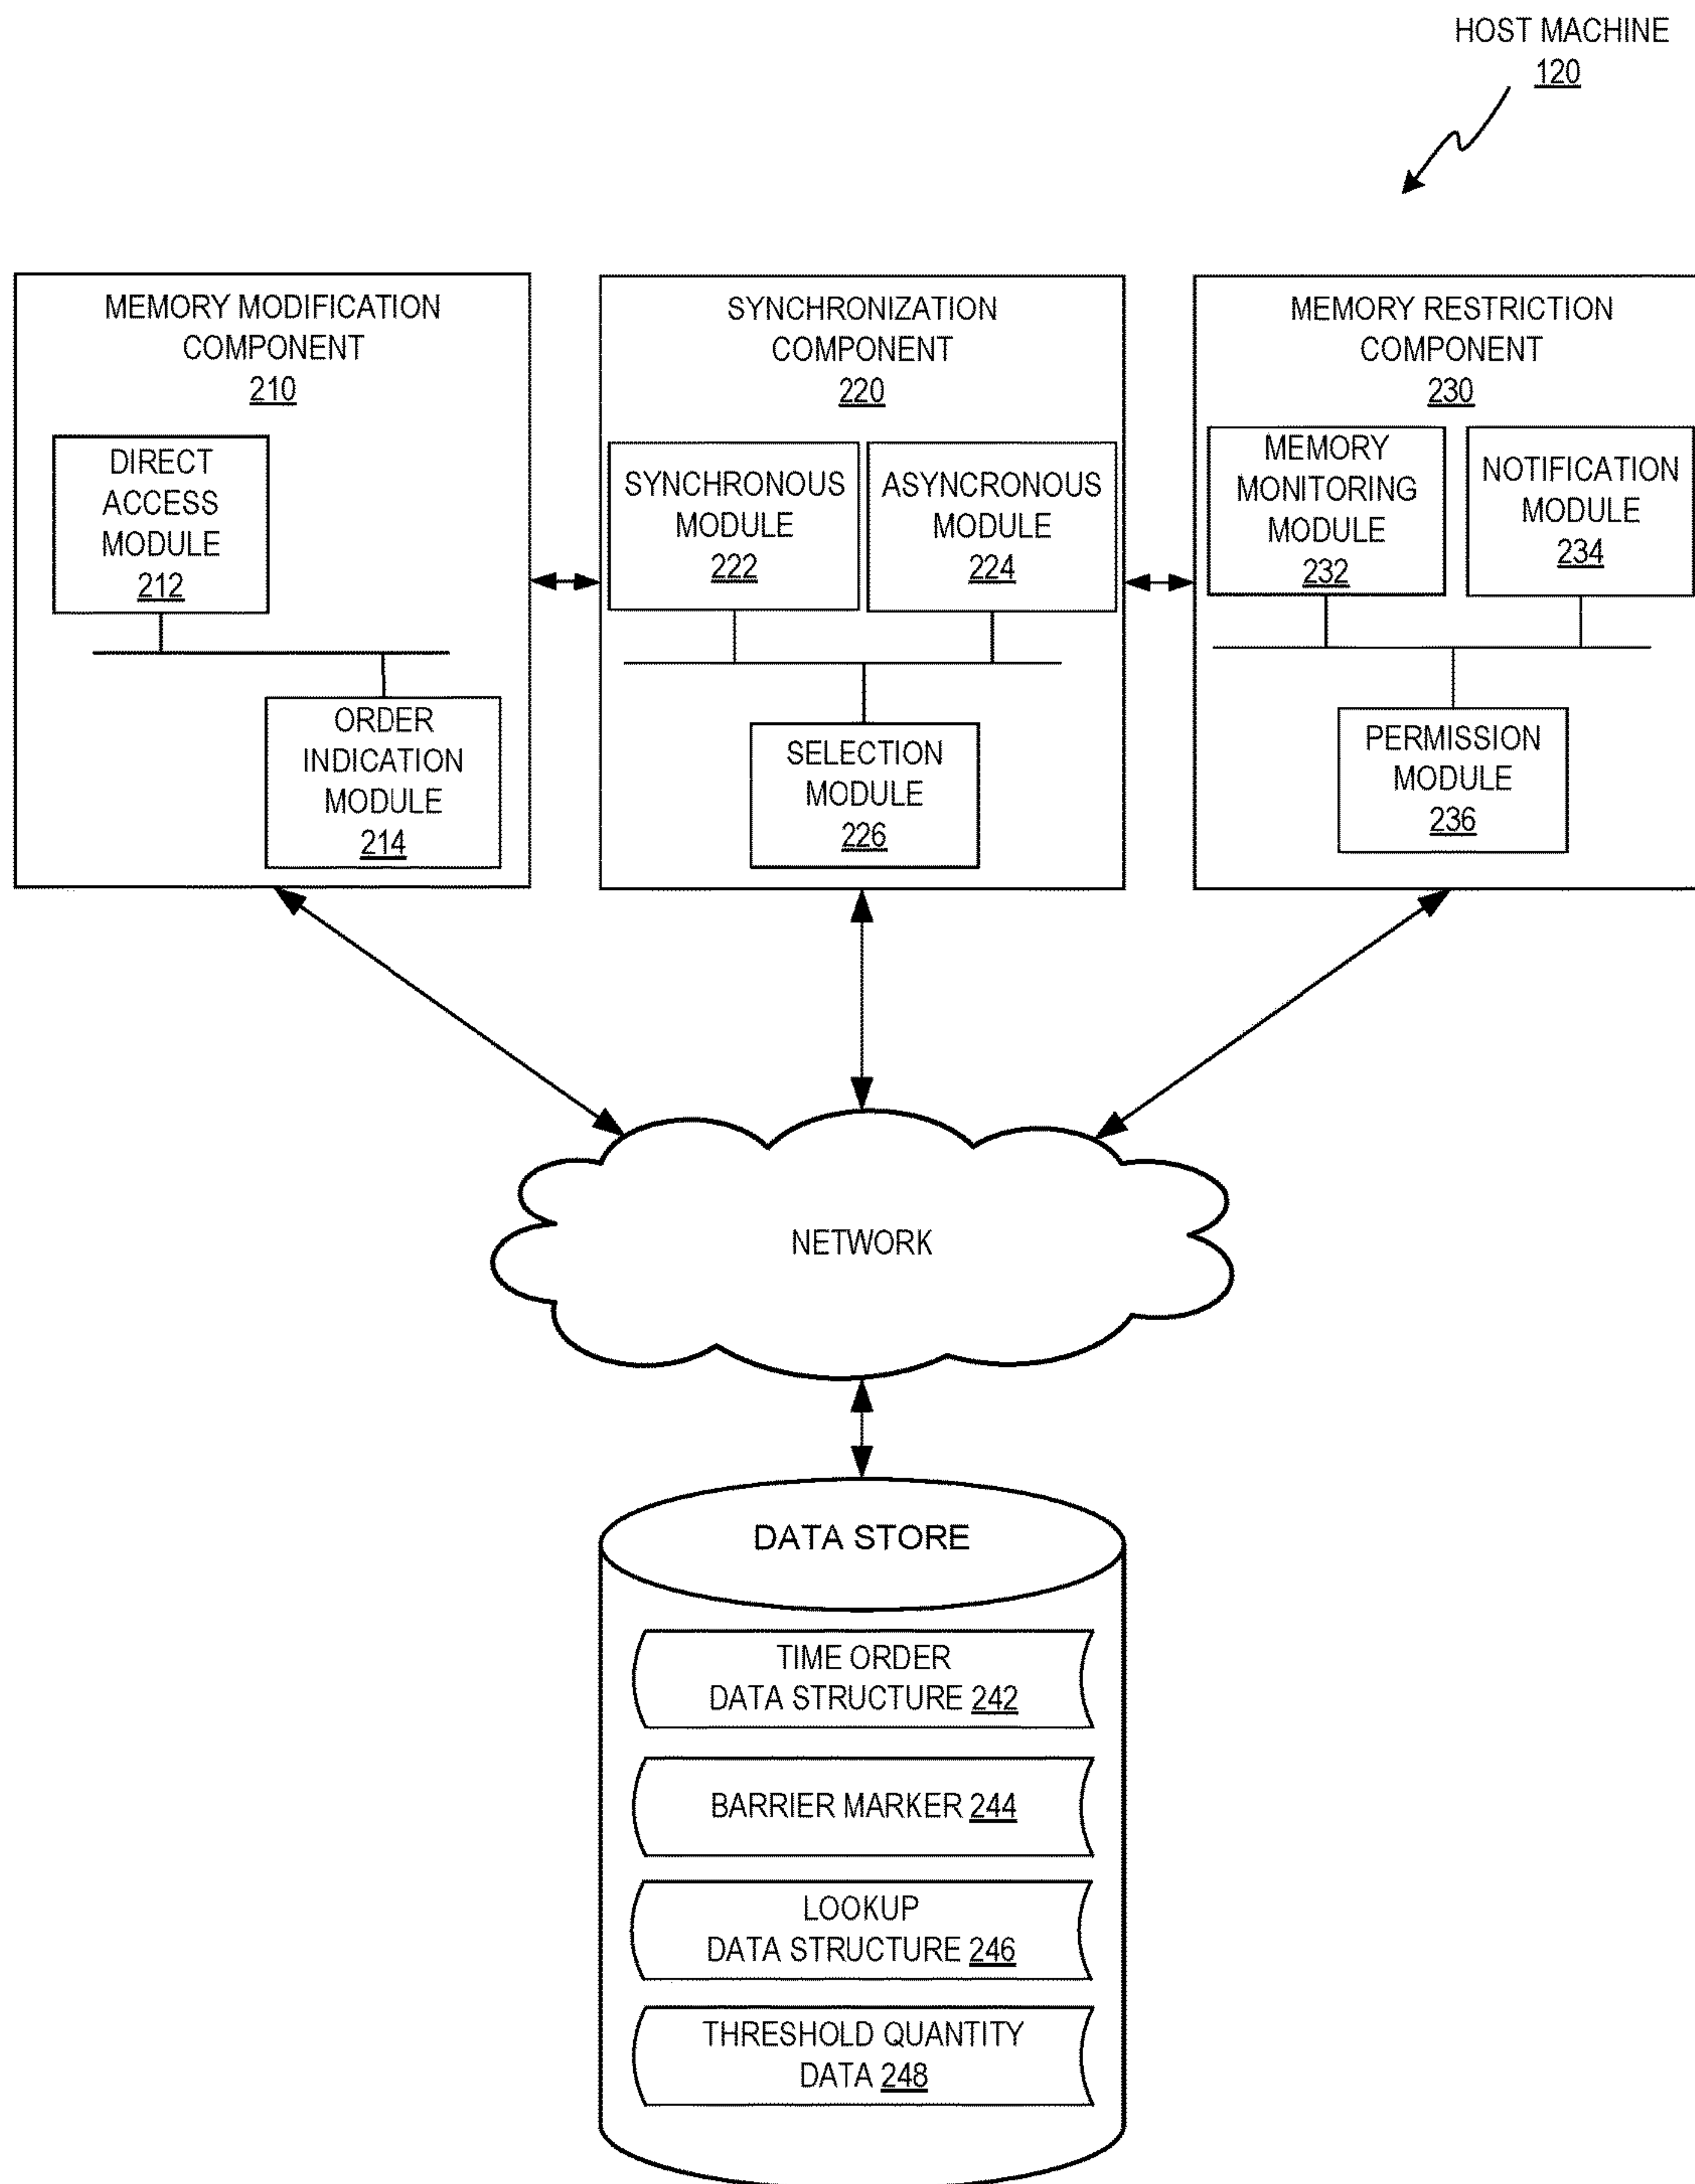 HOST MACHINE
120
MEMORY MODIFICATION
COMPONENT
210
DIRECT
ACCESS
MODULE
212
ORDER
INDICATION
MODULE
214
SYNCHRONIZATION
COMPONENT
220
SYNCHRONOUS
MODULE
222
ASYNCRONOUS
MODULE
224
SELECTION
MODULE
226
MEMORY RESTRICTION
COMPONENT
230
MEMORY
MONITORING
MODULE
232
NOTIFICATION
MODULE
234
PERMISSION
MODULE
236
NETWORK
DATA STORE
TIME ORDER
DATA STRUCTURE 242
BARRIER MARKER 244
LOOKUP
DATA STRUCTURE 246
THRESHOLD QUANTITY
DATA 248